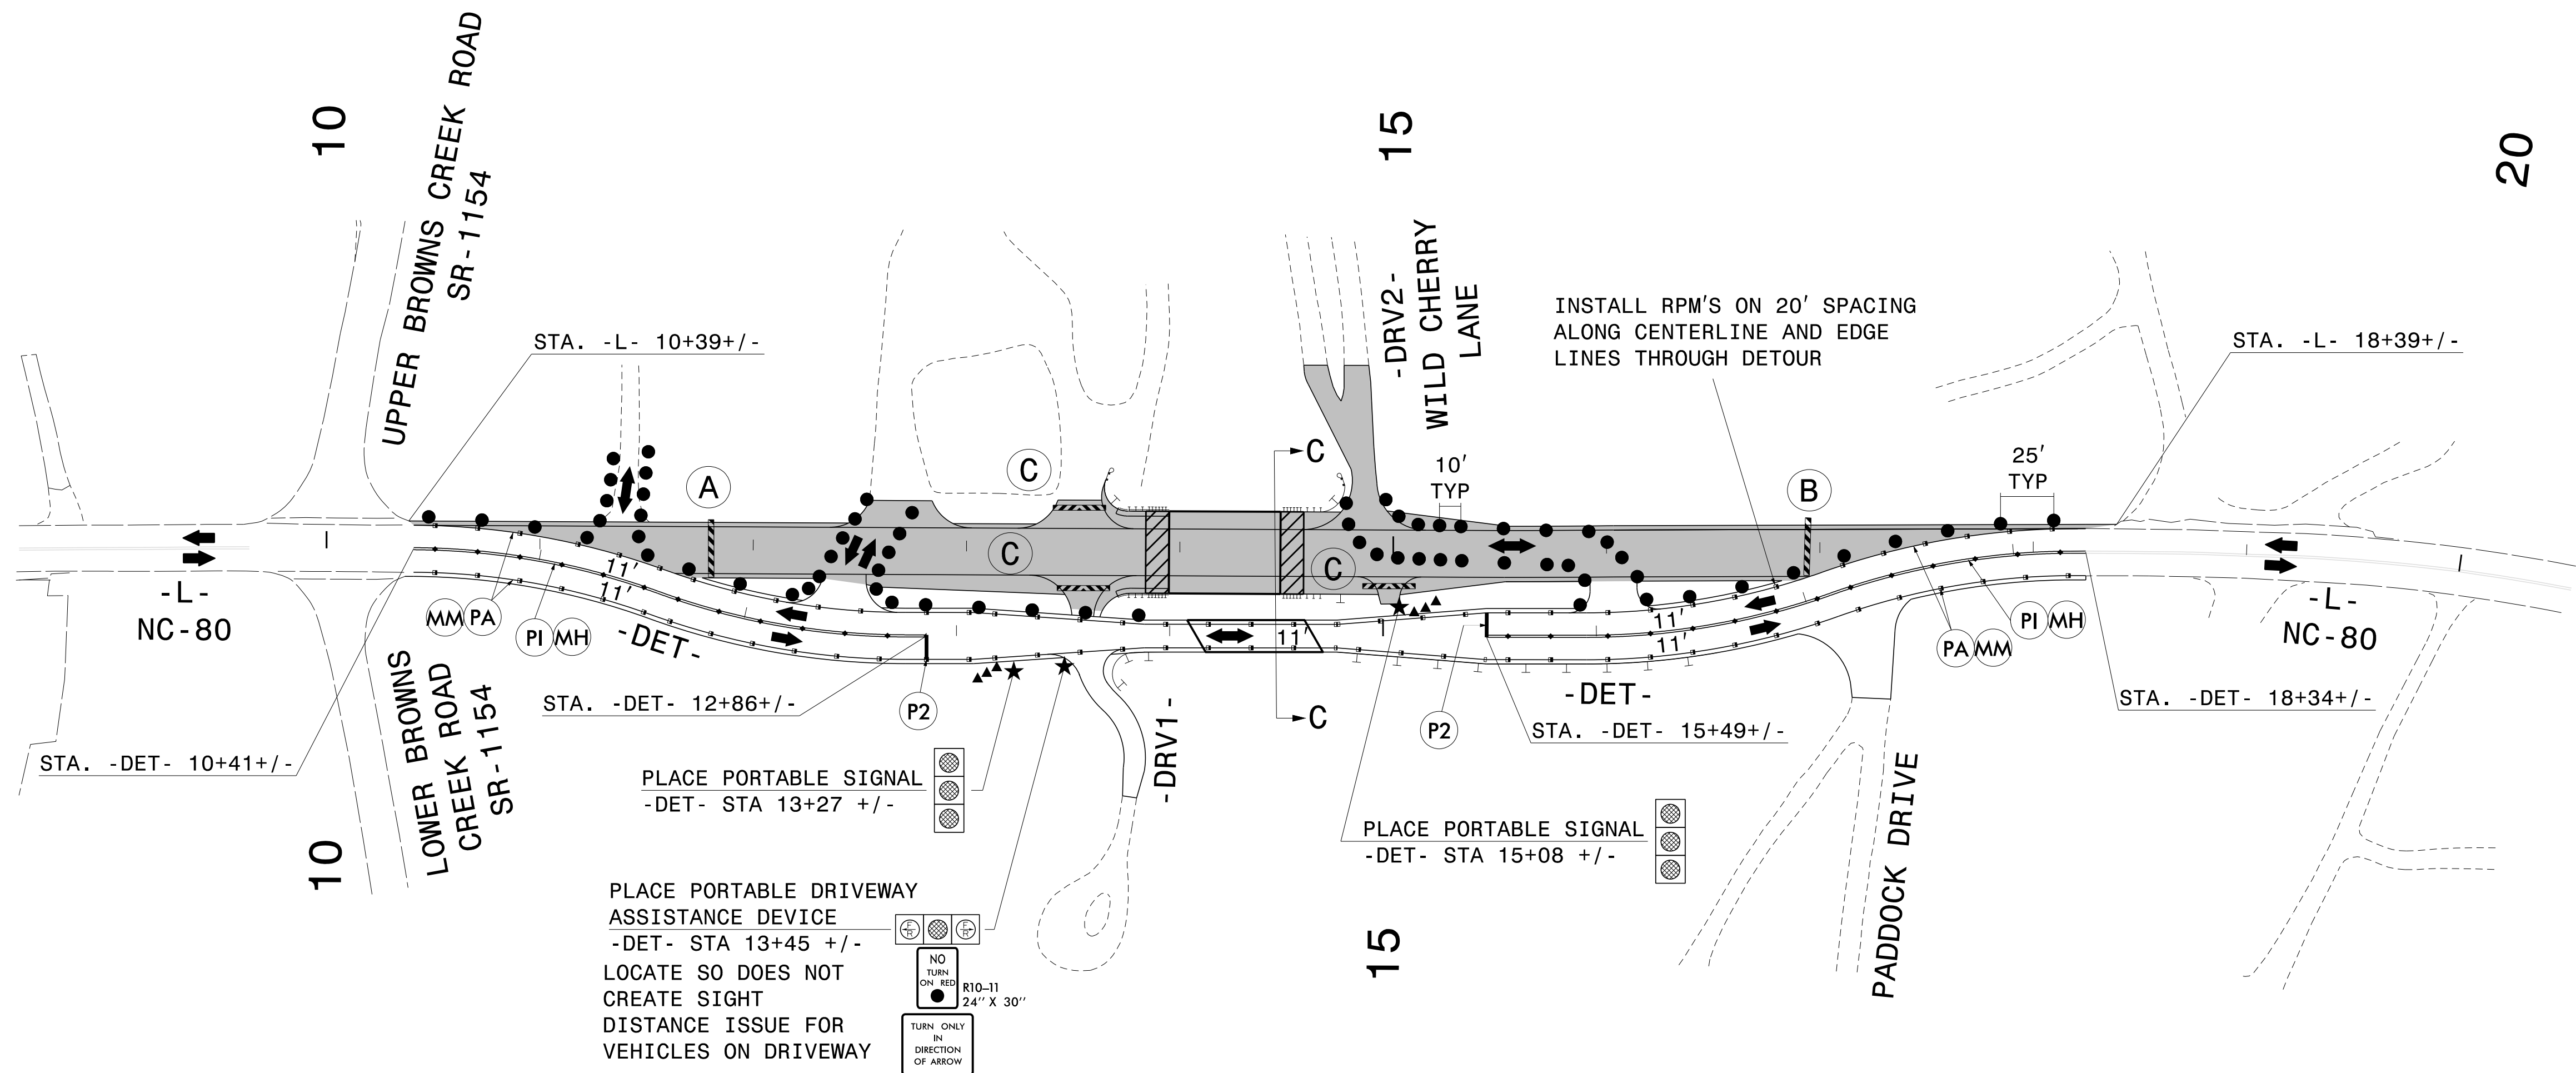 10
15
20
UPPER BROWNS CREEK ROAD
SR-1154
STA. -L- 10+39+/-
-DRV2-
WILD CHERRY
LANE
INSTALL RPM'S ON 20' SPACING
ALONG CENTERLINE AND EDGE
LINES THROUGH DETOUR
STA. -L- 18+39+/-
C
10'
TYP
25'
TYP
A
C
B
C
C
11'
11'
-L-
NC-80
MM PA
PI MH
-DET-
11'
11'
11'
PA MM
PI MH
-L-
NC-80
LOWER BROWNS
CREEK ROAD
SR-1154
STA. -DET- 12+86+/-
P2
C
P2
-DET-
STA. -DET- 15+49+/-
STA. -DET- 18+34+/-
STA. -DET- 10+41+/-
-DRV1-
PLACE PORTABLE SIGNAL
-DET- STA 13+27 +/-
PLACE PORTABLE SIGNAL
-DET- STA 15+08 +/-
PADDOCK DRIVE
10
15
PLACE PORTABLE DRIVEWAY
ASSISTANCE DEVICE
-DET- STA 13+45 +/-
LOCATE SO DOES NOT
CREATE SIGHT
DISTANCE ISSUE FOR
VEHICLES ON DRIVEWAY
NO
TURN
ON RED
R10-11
24'' X 30''
TURN ONLY
IN
DIRECTION
OF ARROW